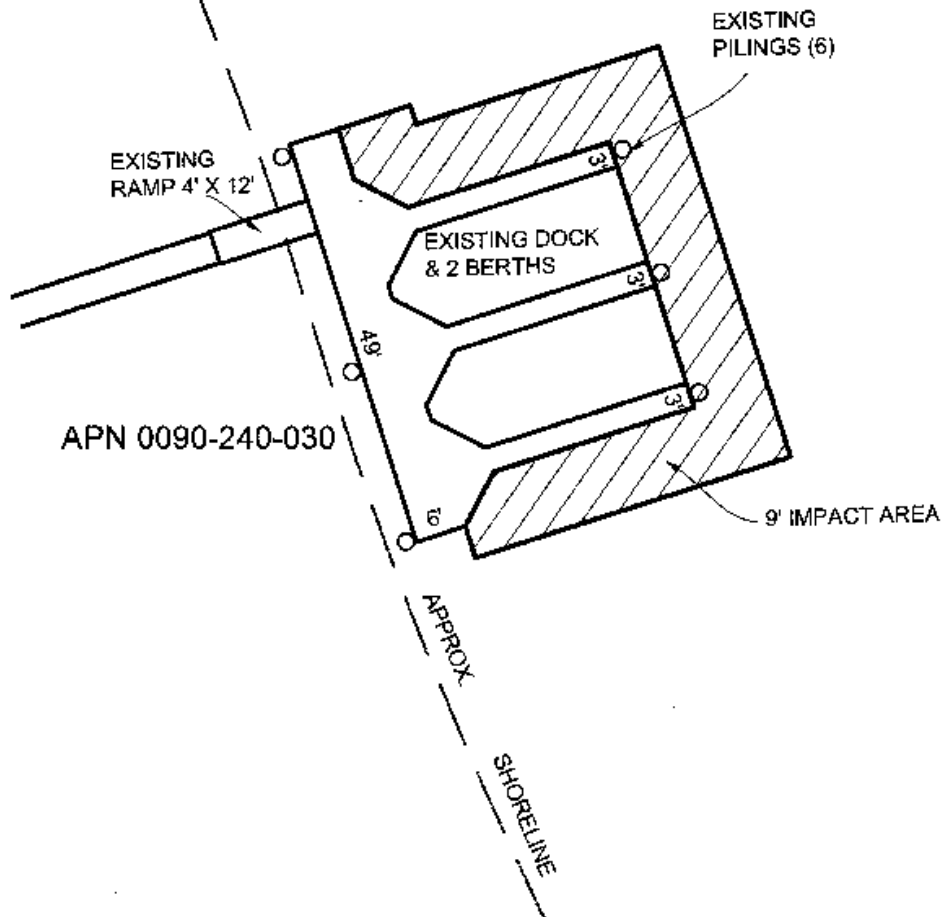 EXISTING
PILINGS (6)
EXISTING
RAMP 4' X 12'
3'
EXISTING DOCK
& 2 BERTHS
3'
49'
3'
APN 0090-240-030
9' IMPACT AREA
APPROX.
SHORELINE